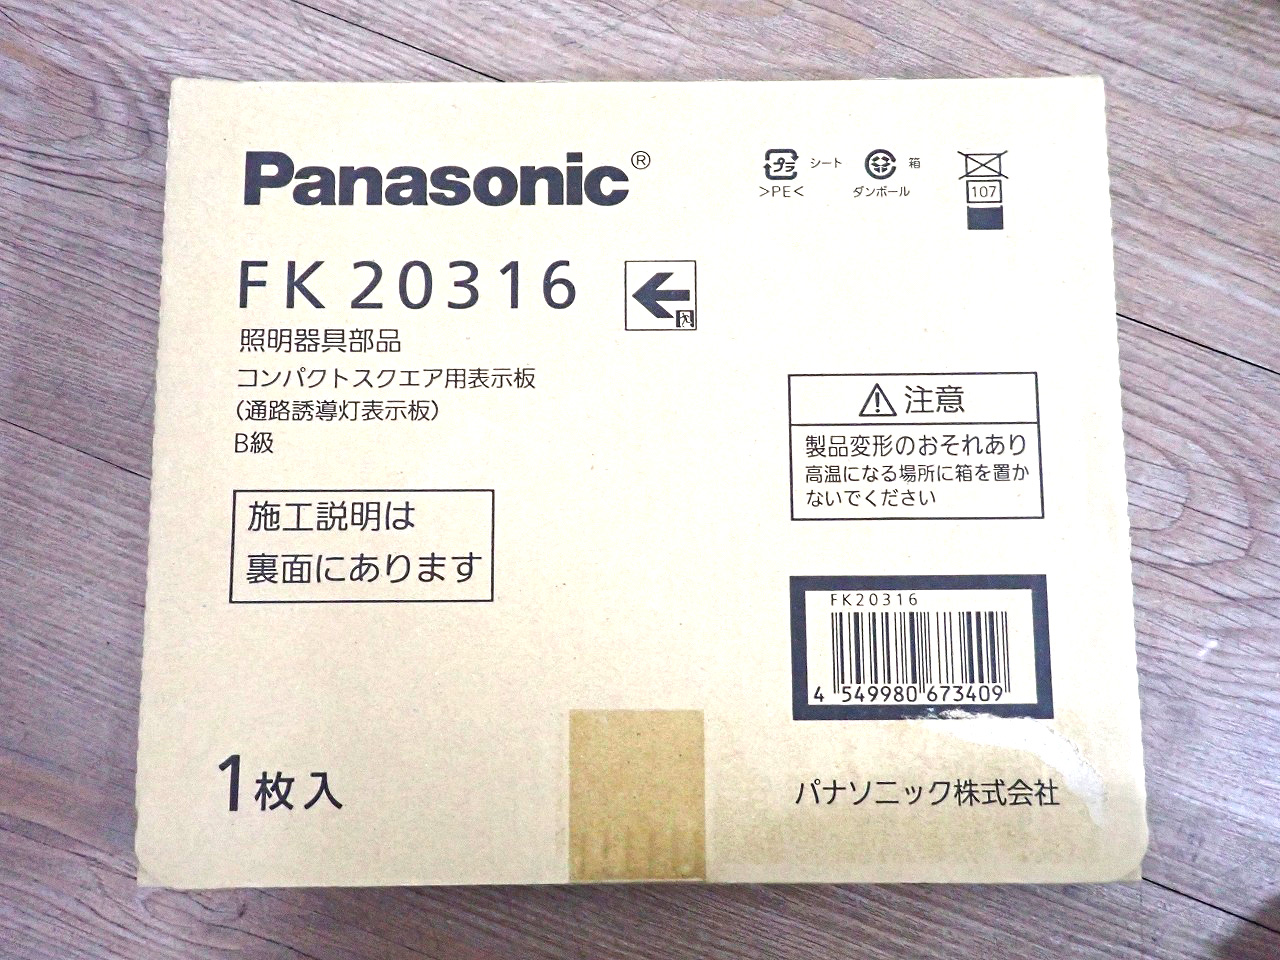 Panasonic®
プラ シート
>PE<
箱
ダンボール
107
FK20316
照明器具部品
コンパクトスクエア用表示板
(通路誘導灯表示板)
B級
施工説明は
裏面にあります
注意
製品変形のおそれあり
高温になる場所に箱を置か
ないでください
FK20316
4 549980 673409
1枚入
パナソニック株式会社